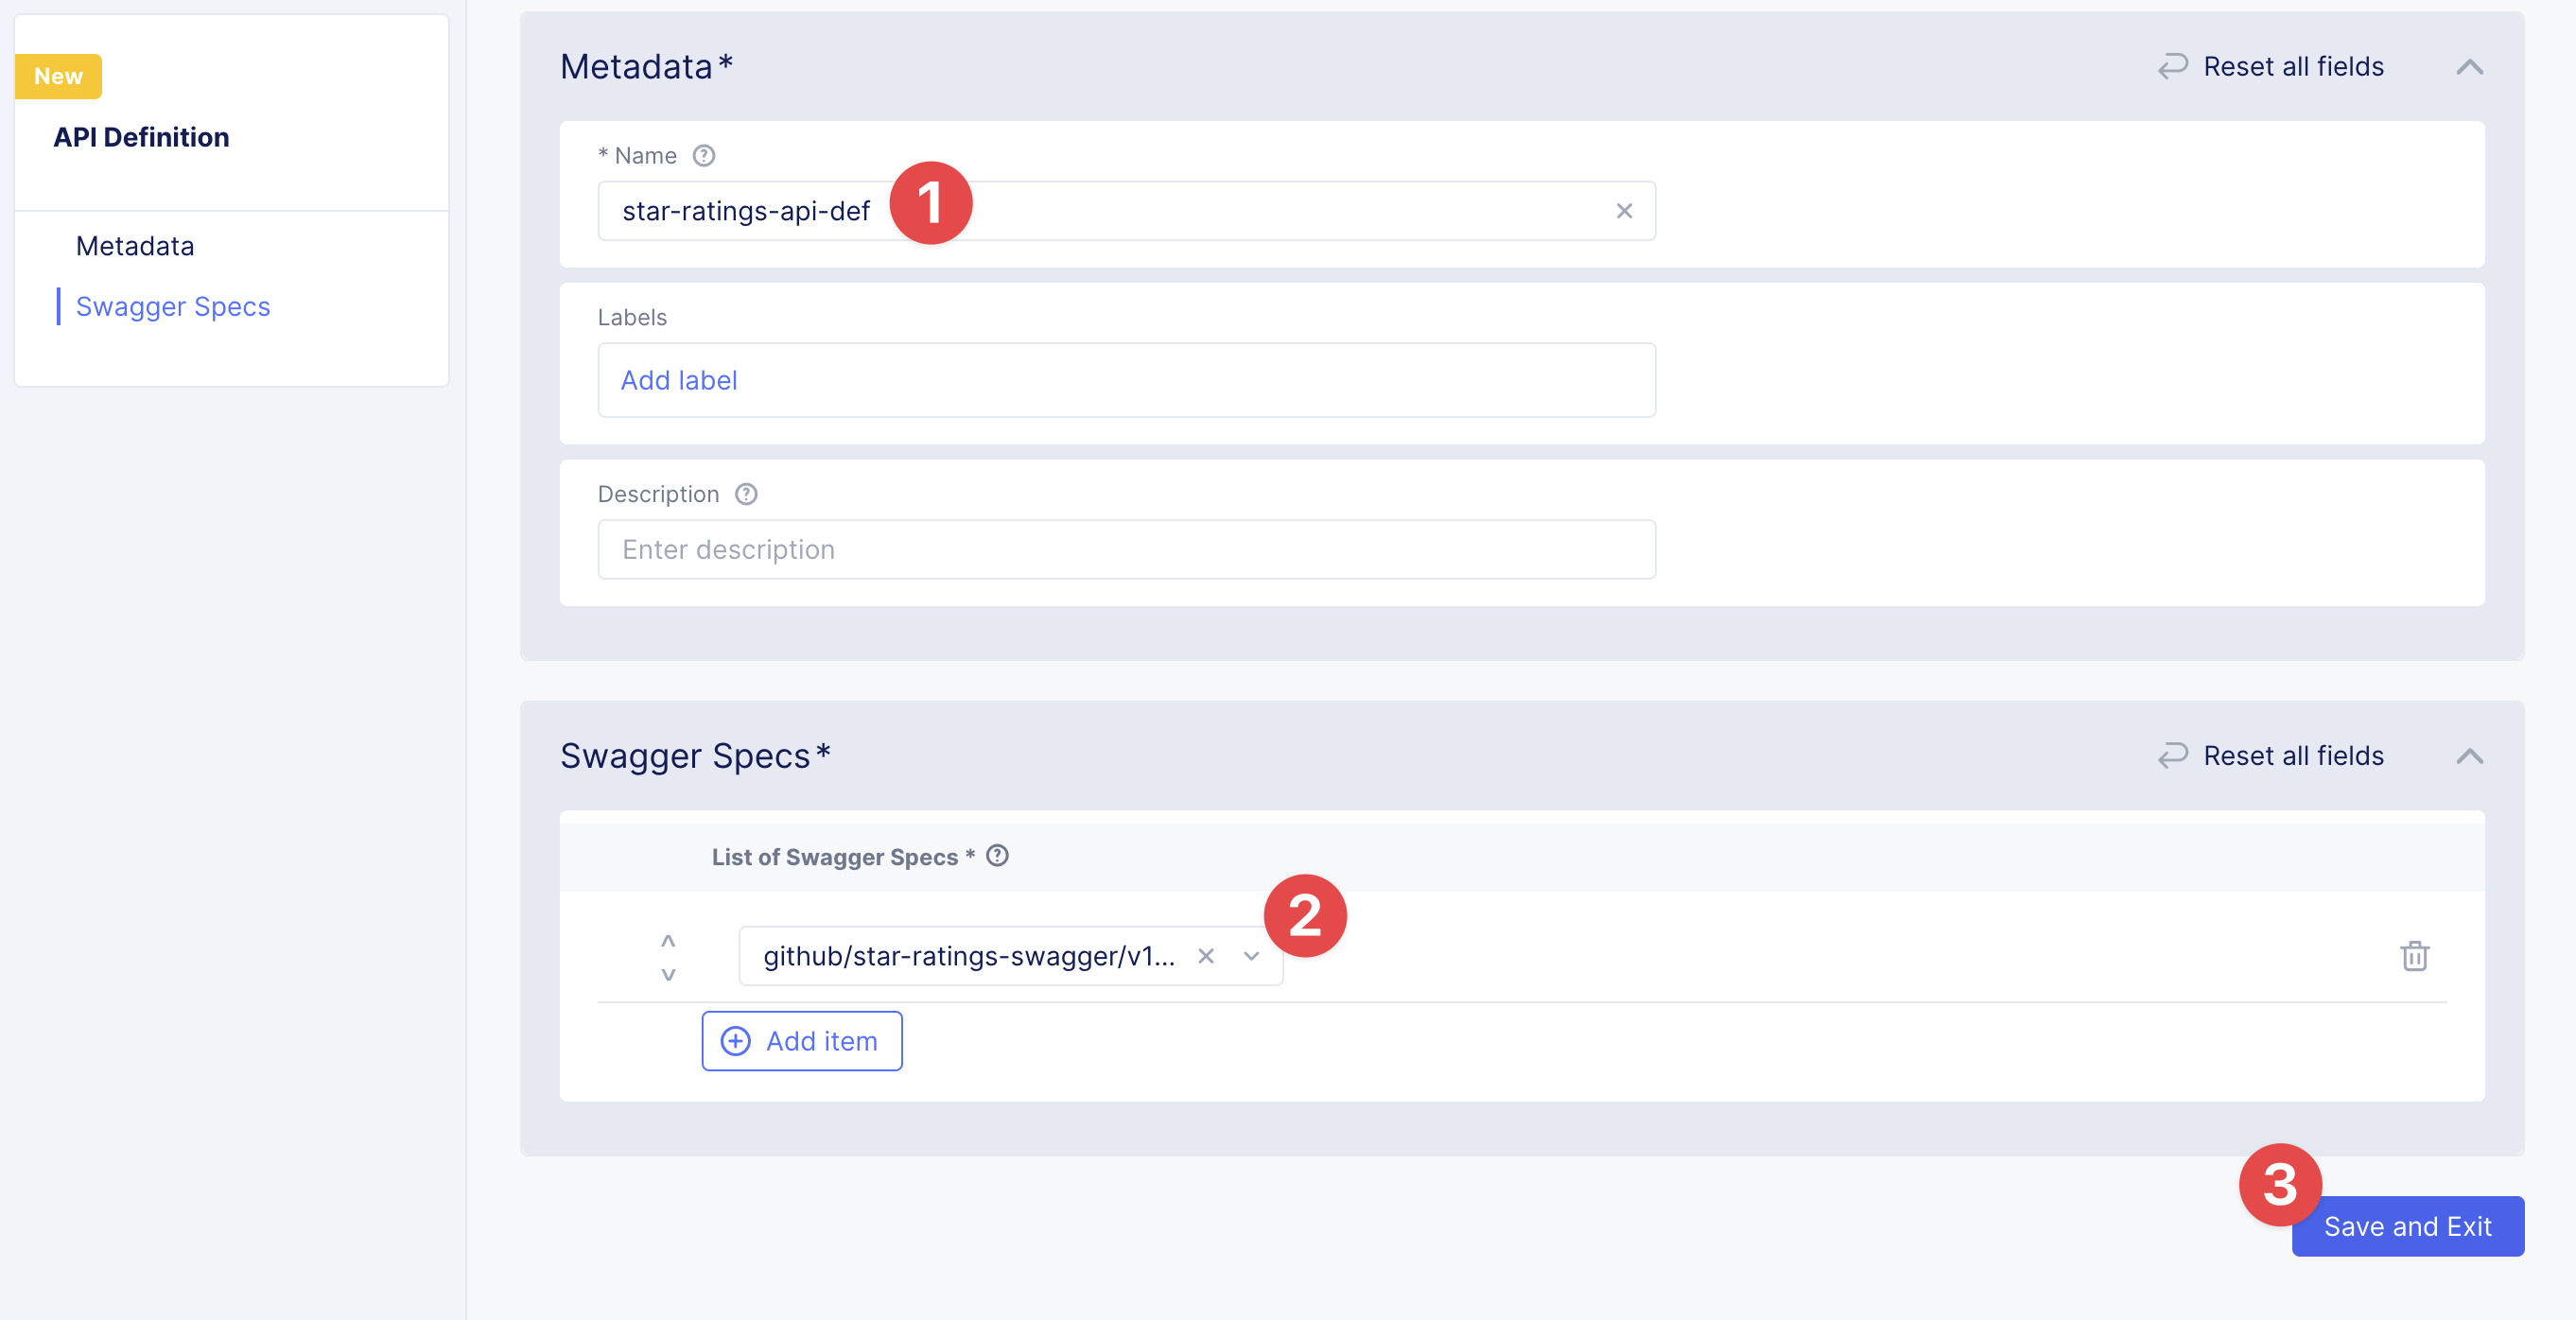 New
API Definition
Metadata
Swagger Specs
Metadata*
Reset all fields
* Name
star-ratings-api-def
1
Labels
Add label
Description
Enter description
Swagger Specs*
Reset all fields
List of Swagger Specs *
github/star-ratings-swagger/v1...
2
Add item
3
Save and Exit